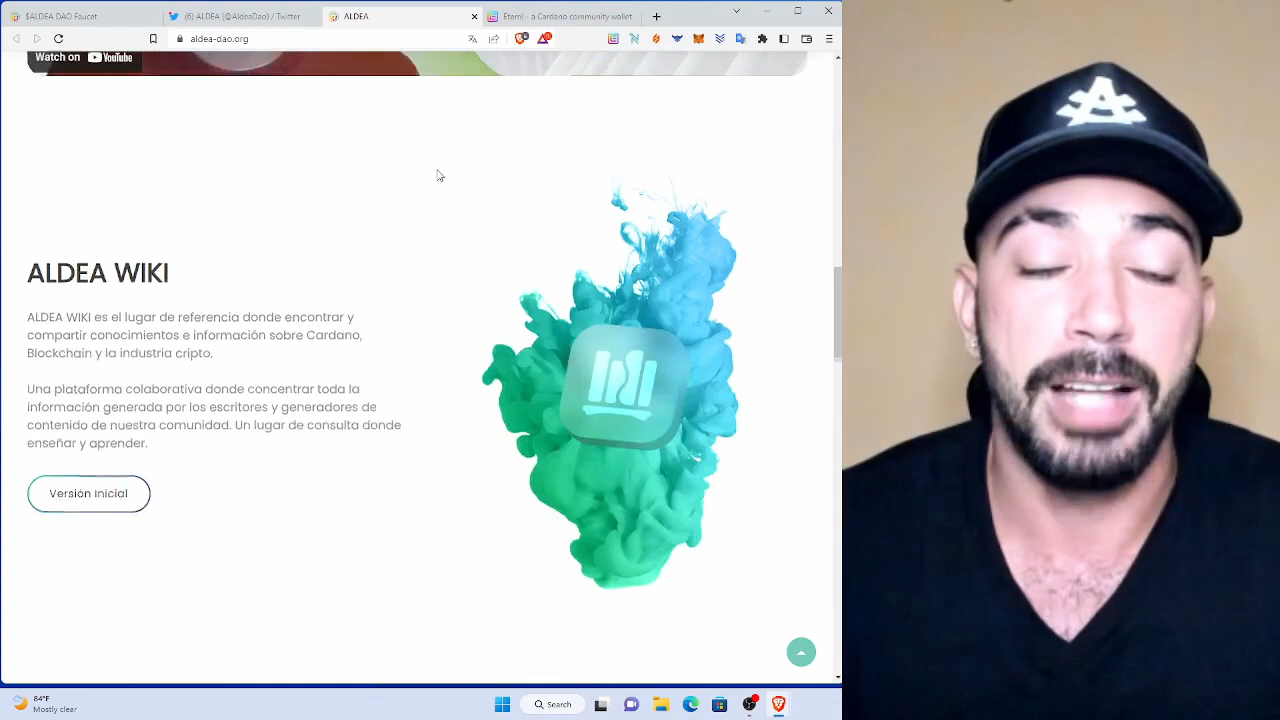 $ALDEA DAO Faucet
(6) ALDEA (@AldeaDao) / Twitter
ALDEA
Eternl - a Cardano community wallet
aldea-dao.org
Watch on YouTube
ALDEA WIKI
ALDEA WIKI es el lugar de referencia donde encontrar y
compartir conocimientos e información sobre Cardano,
Blockchain y la industria cripto.
Una plataforma colaborativa donde concentrar toda la
información generada por los escritores y generadores de
contenido de nuestra comunidad. Un lugar de consulta donde
enseñar y aprender.
Versión Inicial
84°F
Mostly clear
Search